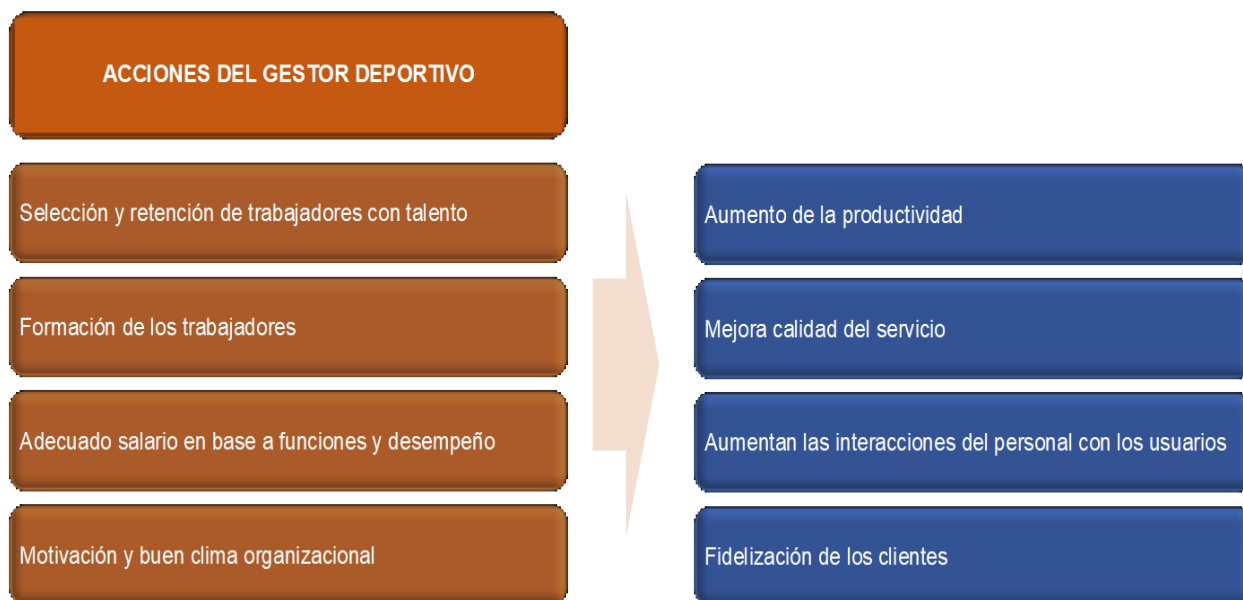 ACCIONES DEL GESTOR DEPORTIVO
Selección y retención de trabajadores con talento
Formación de los trabajadores
Adecuado salario en base a funciones y desempeño
Motivación y buen clima organizacional
Aumento de la productividad
Mejora calidad del servicio
Aumentan las interacciones del personal con los usuarios
Fidelización de los clientes